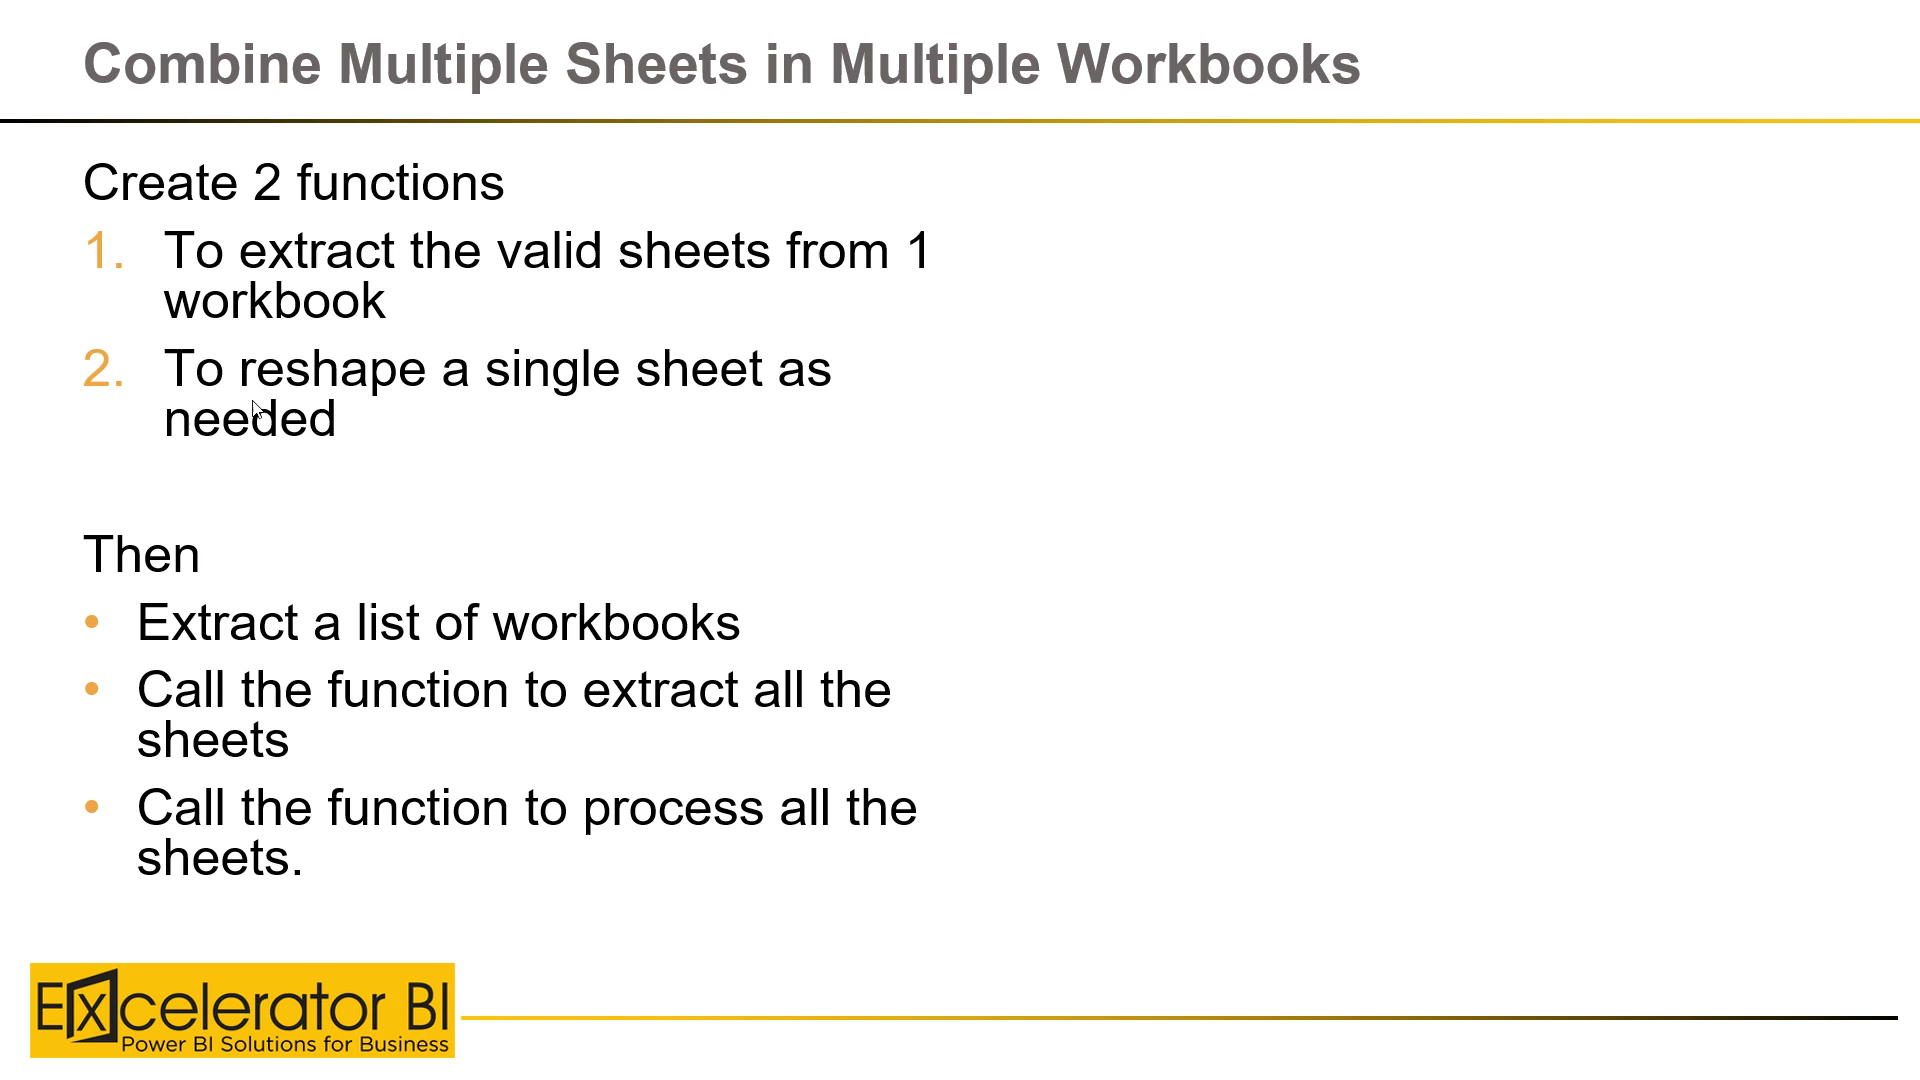 Combine Multiple Sheets in Multiple Workbooks
Create 2 functions
1. To extract the valid sheets from 1
workbook
2. To reshape a single sheet as
needed
Then
• Extract a list of workbooks
• Call the function to extract all the
sheets
• Call the function to process all the
sheets.
Excelerator BI
Power BI Solutions for Business